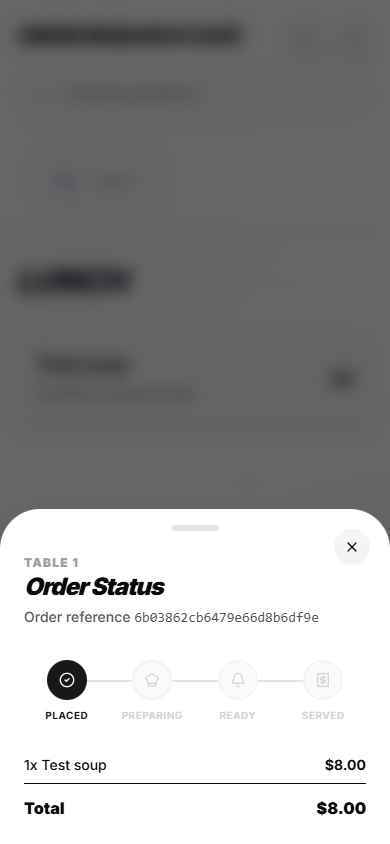 LUNCH
TABLE 1
Order Status
Order reference 6b03862cb6479e66d8b6df9e
PLACED PREPARING READY SERVED
1x Test soup $8.00
Total $8.00